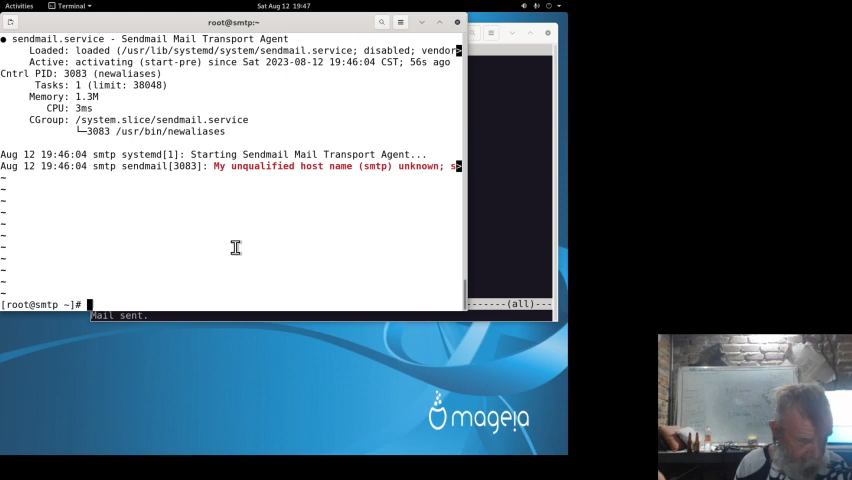 Activities Terminal Sat Aug 12 19:47
root@smtp:~
● sendmail.service - Sendmail Mail Transport Agent
Loaded: loaded (/usr/lib/systemd/system/sendmail.service; disabled; vendor>
Active: activating (start-pre) since Sat 2023-08-12 19:46:04 CST; 56s ago
Cntrl PID: 3083 (newaliases)
Tasks: 1 (limit: 38048)
Memory: 1.3M
CPU: 3ms
CGroup: /system.slice/sendmail.service
└─3083 /usr/bin/newaliases
Aug 12 19:46:04 smtp systemd[1]: Starting Sendmail Mail Transport Agent...
Aug 12 19:46:04 smtp sendmail[3083]: My unqualified host name (smtp) unknown; s>
~
~
~
~
~
~
~
~
~
~
~
[root@smtp ~]#
------(all)---
Mail sent.
mageia